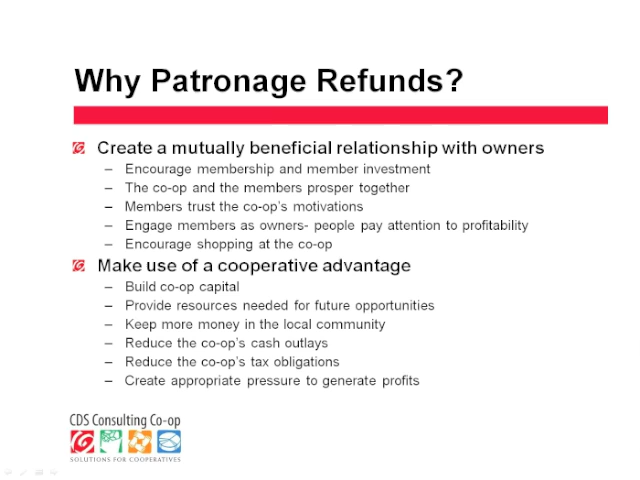 Why Patronage Refunds?
Create a mutually beneficial relationship with owners
– Encourage membership and member investment
– The co-op and the members prosper together
– Members trust the co-op's motivations
– Engage members as owners- people pay attention to profitability
– Encourage shopping at the co-op
Make use of a cooperative advantage
– Build co-op capital
– Provide resources needed for future opportunities
– Keep more money in the local community
– Reduce the co-op's cash outlays
– Reduce the co-op's tax obligations
– Create appropriate pressure to generate profits
CDS Consulting Co-op
SOLUTIONS FOR COOPERATIVES